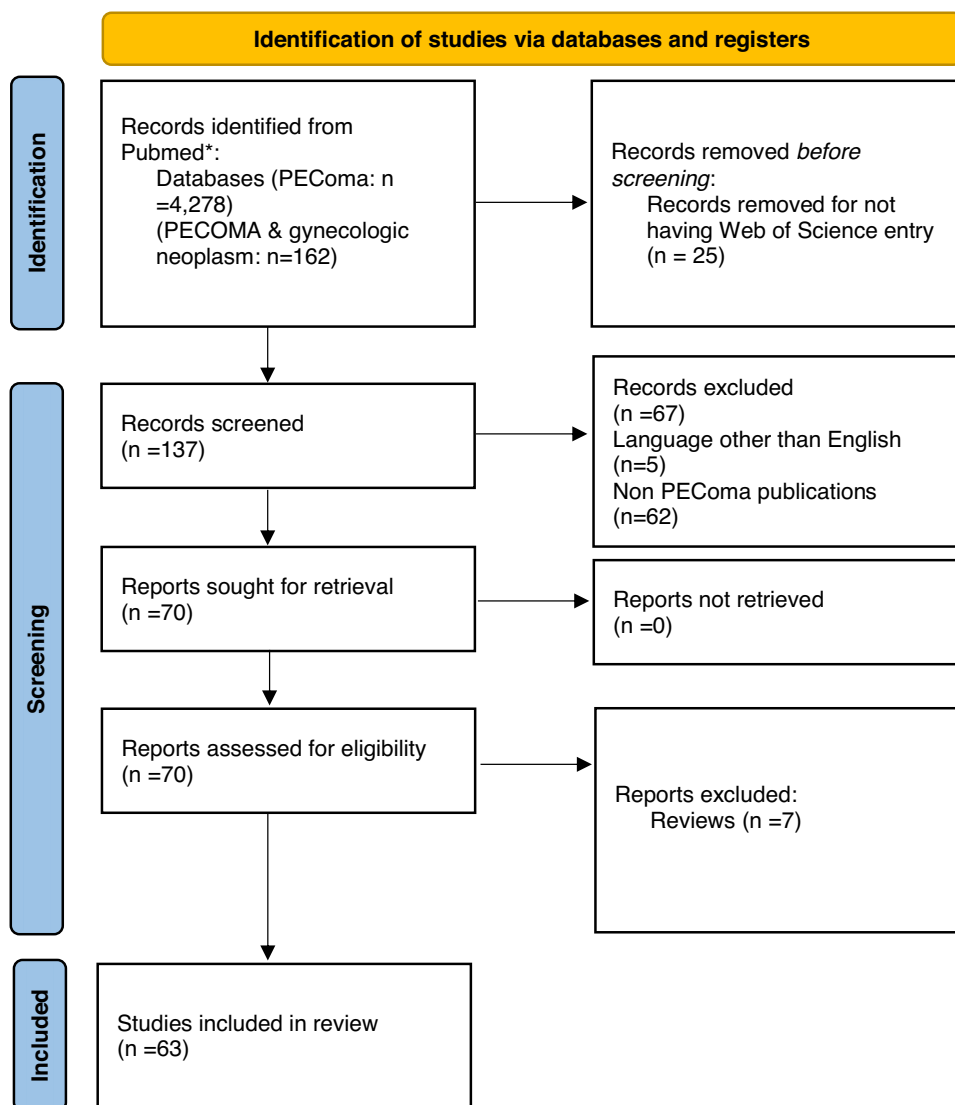 Identification of studies via databases and registers
Identification
Records identified from
Pubmed*:
Databases (PEComa: n
=4,278)
(PECOMA & gynecologic
neoplasm: n=162)
Records removed before
screening:
Records removed for not
having Web of Science entry
(n = 25)
Screening
Records screened
(n =137)
Records excluded
(n =67)
Language other than English
(n=5)
Non PEComa publications
(n=62)
Reports sought for retrieval
(n =70)
Reports not retrieved
(n =0)
Reports assessed for eligibility
(n =70)
Reports excluded:
Reviews (n =7)
Included
Studies included in review
(n =63)